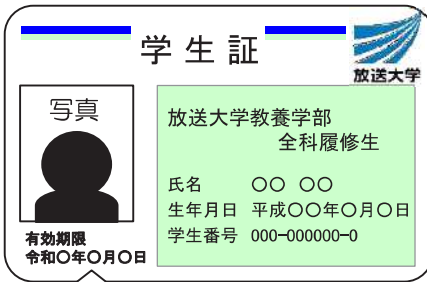 学生証
放送大学
写真
放送大学教養学部
全科履修生
氏名 〇〇 〇〇
生年月日 平成〇〇年〇月〇日
学生番号 000-000000-0
有効期限
令和〇年〇月〇日